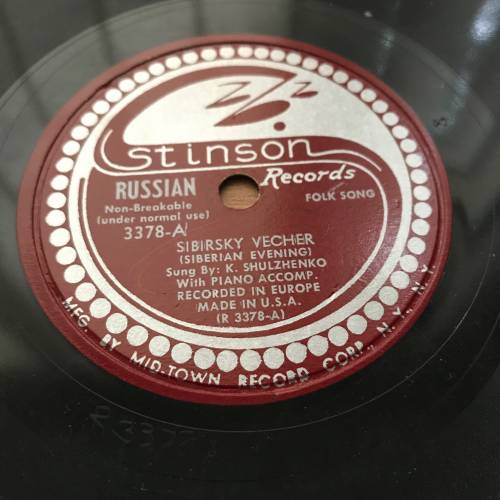 Stinson
Records
RUSSIAN
FOLK SONG
Non-Breakable
(under normal use)
3378-A
SIBIRSKY VECHER
(SIBERIAN EVENING)
Sung By: K. SHULZHENKO
With PIANO ACCOMP.
RECORDED IN EUROPE
MADE IN U.S.A.
(R 3378-A)
MFG. BY MID-TOWN RECORD CORP., N.Y., N.Y.